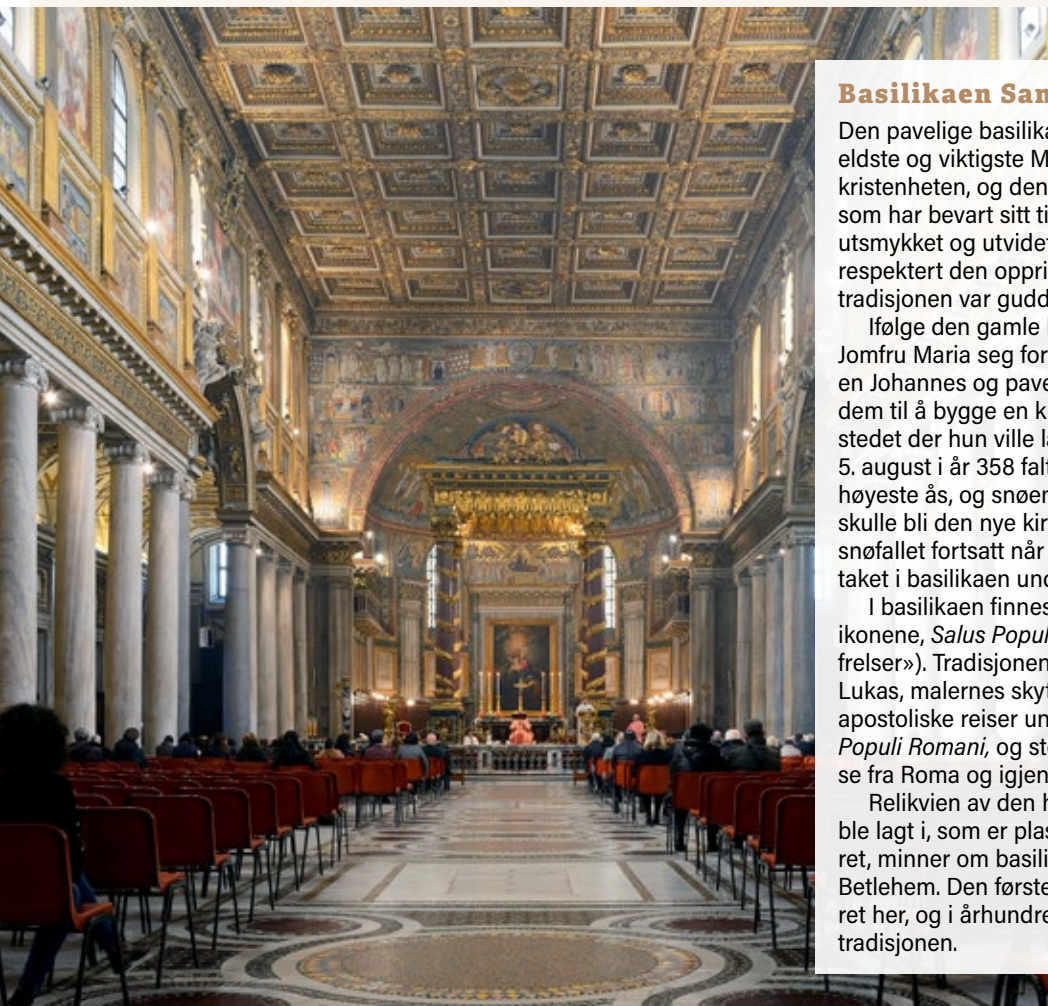 Basilikaen San
Den pavelige basilika
eldste og viktigste M
kristenheten, og den
som har bevart sitt ti
utsmykket og utvidet
respektert den oppri
tradisjonen var gudd
Ifølge den gamle l
Jomfru Maria seg for
en Johannes og pave
dem til å bygge en k
stedet der hun ville la
5. august i år 358 falt
høyeste ås, og snøen
skulle bli den nye kir
snøfallet fortsatt når
taket i basilikaen und
I basilikaen finnes
ikonene, Salus Popul
frelser»). Tradisjonen
Lukas, malernes skyt
apostoliske reiser un
Populi Romani, og ste
se fra Roma og igjen
Relikvien av den h
ble lagt i, som er plas
ret, minner om basili
Betlehem. Den første
ret her, og i århundre
tradisjonen.